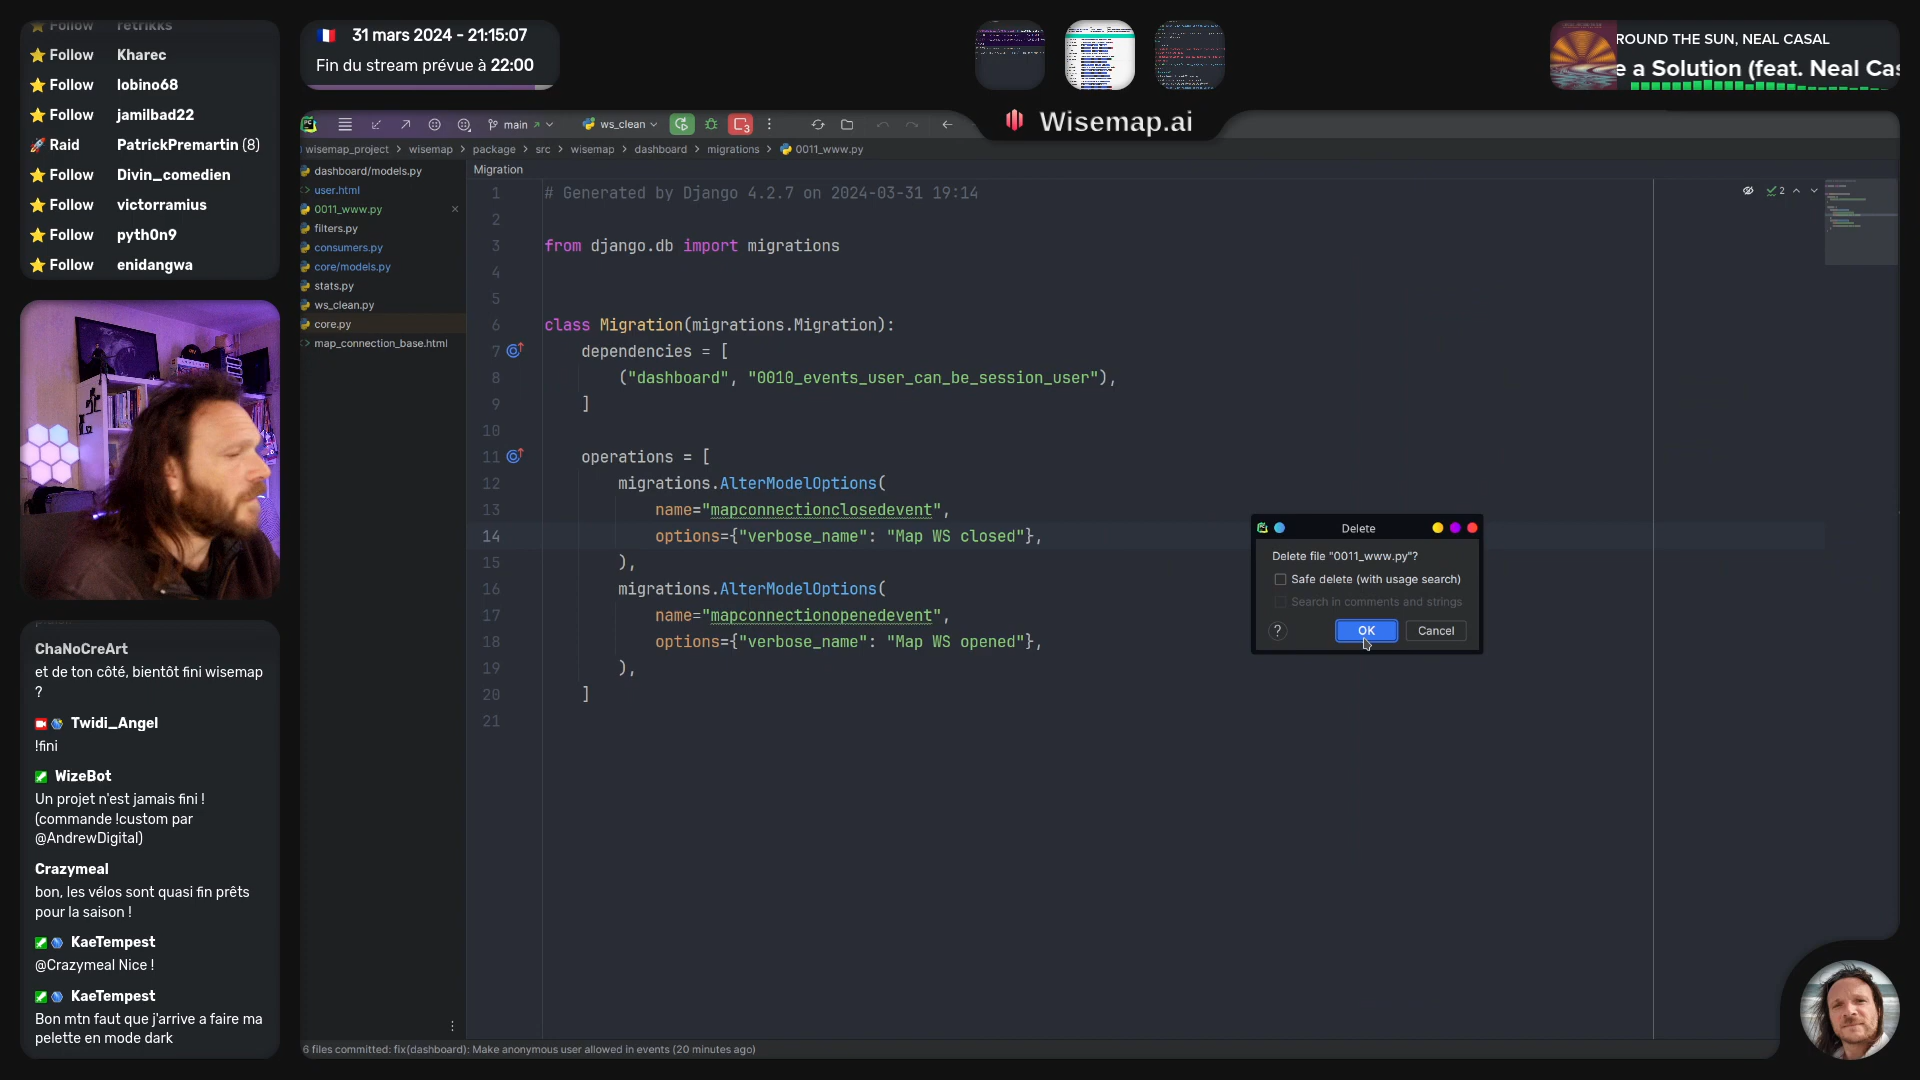 Follow retrikks
Follow Kharec
Follow lobino68
Follow jamilbad22
Raid PatrickPremartin (8)
Follow Divin_comedien
Follow victorramius
Follow pyth0n9
Follow enidangwa
31 mars 2024 - 21:15:07
Fin du stream prévue à 22:00
ROUND THE SUN, NEAL CASAL
e a Solution (feat. Neal Cas
Wisemap.ai
main
ws_clean
3
wisemap_project > wisemap > package > src > wisemap > dashboard > migrations > 0011_www.py
dashboard/models.py
user.html
0011_www.py
filters.py
consumers.py
core/models.py
stats.py
ws_clean.py
core.py
map_connection_base.html
Migration
2
1 # Generated by Django 4.2.7 on 2024-03-31 19:14
2
3 from django.db import migrations
4
5
6 class Migration(migrations.Migration):
7 dependencies = [
8 ("dashboard", "0010_events_user_can_be_session_user"),
9 ]
10
11 operations = [
12 migrations.AlterModelOptions(
13 name="mapconnectionclosedevent",
14 options={"verbose_name": "Map WS closed"},
15 ),
16 migrations.AlterModelOptions(
17 name="mapconnectionopenedevent",
18 options={"verbose_name": "Map WS opened"},
19 ),
20 ]
21
Delete
Delete file "0011_www.py"?
Safe delete (with usage search)
Search in comments and strings
?
OK
Cancel
ChaNoCreArt
et de ton côté, bientôt fini wisemap
?
Twidi_Angel
!fini
WizeBot
Un projet n'est jamais fini !
(commande !custom par
@AndrewDigital)
Crazymeal
bon, les vélos sont quasi fin prêts
pour la saison !
KaeTempest
@Crazymeal Nice !
KaeTempest
Bon mtn faut que j'arrive a faire ma
pelette en mode dark
6 files committed: fix(dashboard): Make anonymous user allowed in events (20 minutes ago)